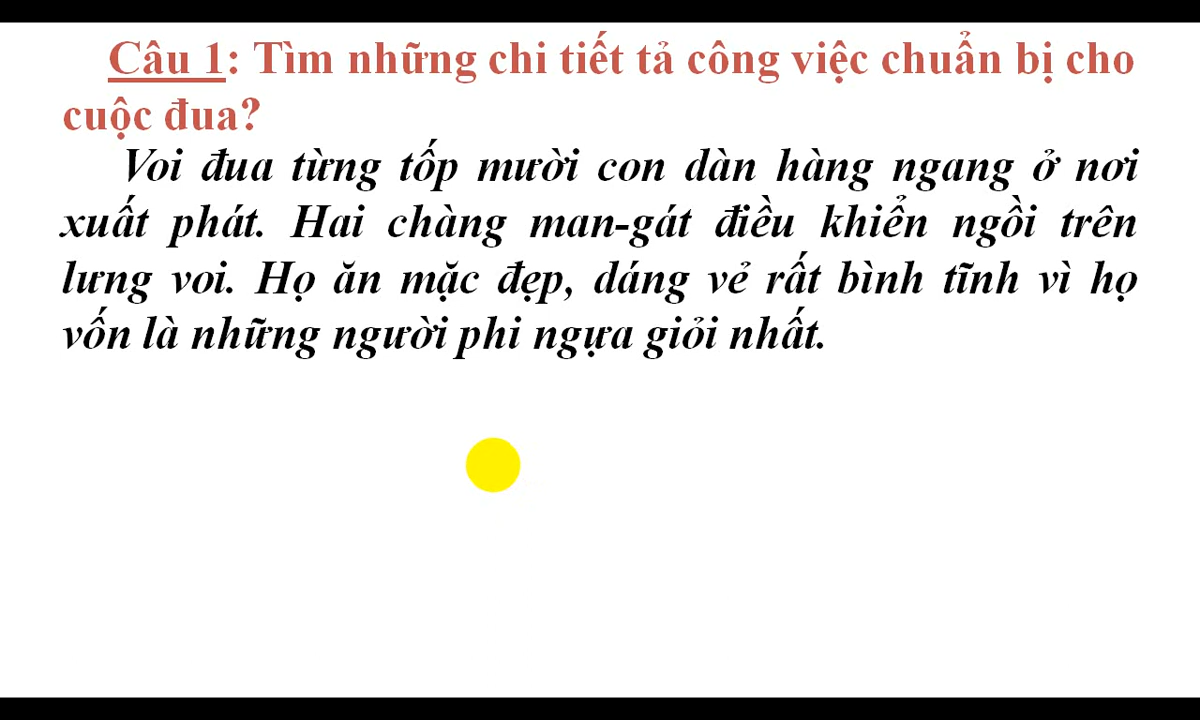 Câu 1: Tìm những chi tiết tả công việc chuẩn bị cho
cuộc đua?
Voi đua từng tốp mười con dàn hàng ngang ở nơi
xuất phát. Hai chàng man-gát điều khiển ngồi trên
lưng voi. Họ ăn mặc đẹp, dáng vẻ rất bình tĩnh vì họ
vốn là những người phi ngựa giỏi nhất.